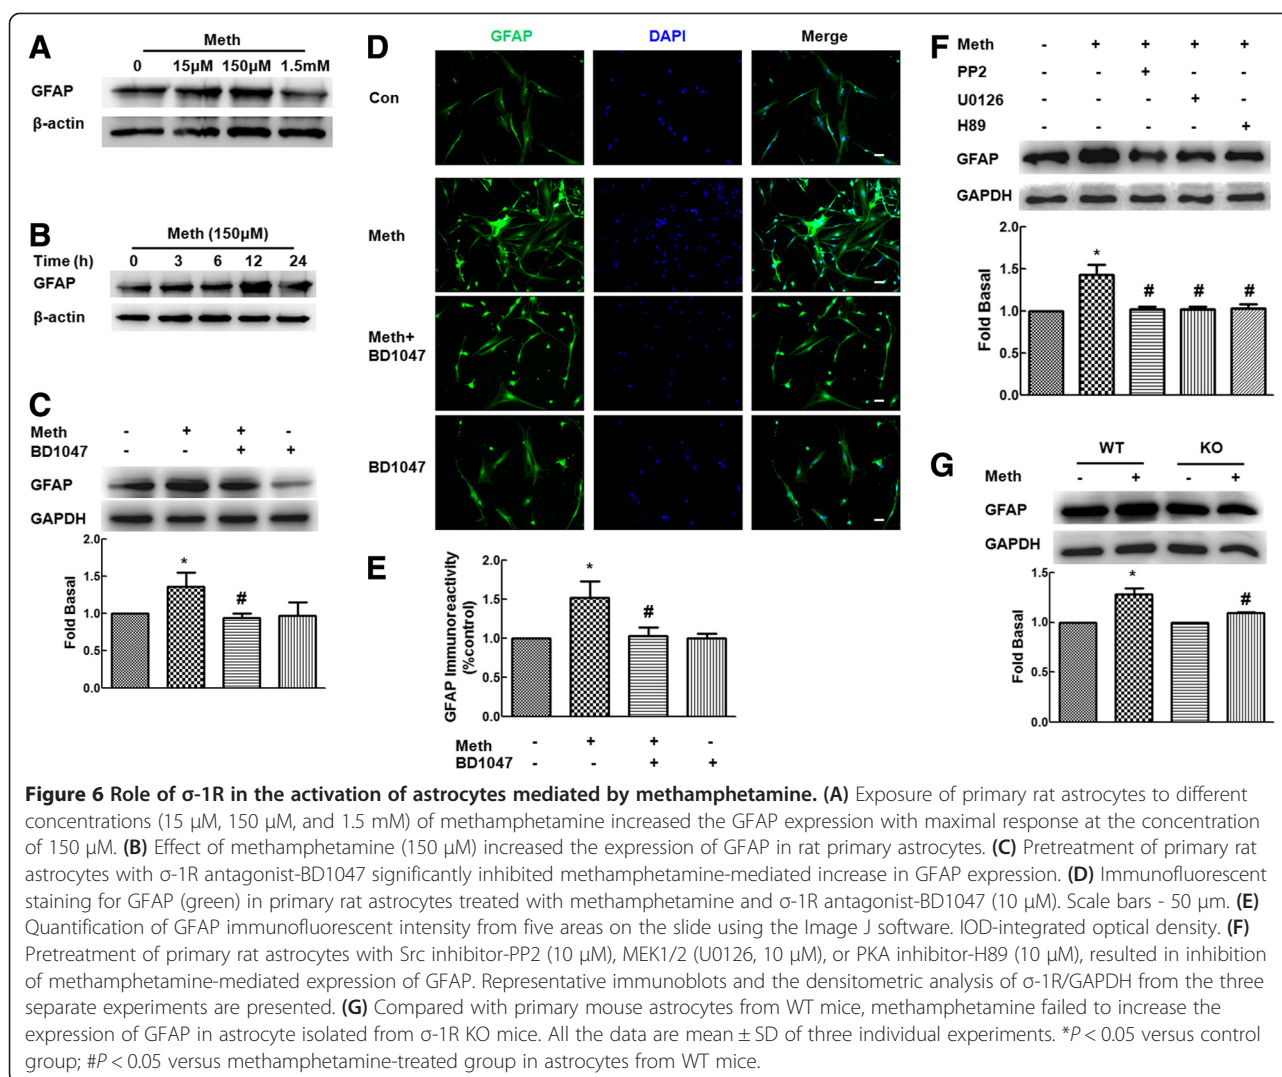 A
Meth
0 15μM 150μM 1.5mM
GFAP
β-actin
B
Meth (150μM)
Time (h) 0 3 6 12 24
GFAP
β-actin
C
Meth - + + -
BD1047 - - + +
GFAP
GAPDH
2.0
1.5
1.0
0.5
0.0
Fold Basal
*
#
D
GFAP DAPI Merge
Con
Meth
Meth+
BD1047
BD1047
E
2.0
1.5
1.0
0.5
0.0
GFAP Immunoreactivity
(%control)
*
#
Meth - + + -
BD1047 - - + +
F
Meth - + + + +
PP2 - - + - -
U0126 - - - + -
H89 - - - - +
GFAP
GAPDH
2.0
1.5
1.0
0.5
0.0
Fold Basal
*
# # #
G
WT KO
Meth - + - +
GFAP
GAPDH
1.5
1.0
0.5
0.0
Fold Basal
*
#
Figure 6 Role of σ-1R in the activation of astrocytes mediated by methamphetamine. (A) Exposure of primary rat astrocytes to different
concentrations (15 μM, 150 μM, and 1.5 mM) of methamphetamine increased the GFAP expression with maximal response at the concentration
of 150 μM. (B) Effect of methamphetamine (150 μM) increased the expression of GFAP in rat primary astrocytes. (C) Pretreatment of primary rat
astrocytes with σ-1R antagonist-BD1047 significantly inhibited methamphetamine-mediated increase in GFAP expression. (D) Immunofluorescent
staining for GFAP (green) in primary rat astrocytes treated with methamphetamine and σ-1R antagonist-BD1047 (10 μM). Scale bars - 50 μm. (E)
Quantification of GFAP immunofluorescent intensity from five areas on the slide using the Image J software. IOD-integrated optical density. (F)
Pretreatment of primary rat astrocytes with Src inhibitor-PP2 (10 μM), MEK1/2 (U0126, 10 μM), or PKA inhibitor-H89 (10 μM), resulted in inhibition
of methamphetamine-mediated expression of GFAP. Representative immunoblots and the densitometric analysis of σ-1R/GAPDH from the three
separate experiments are presented. (G) Compared with primary mouse astrocytes from WT mice, methamphetamine failed to increase the
expression of GFAP in astrocyte isolated from σ-1R KO mice. All the data are mean ± SD of three individual experiments. *P < 0.05 versus control
group; #P < 0.05 versus methamphetamine-treated group in astrocytes from WT mice.